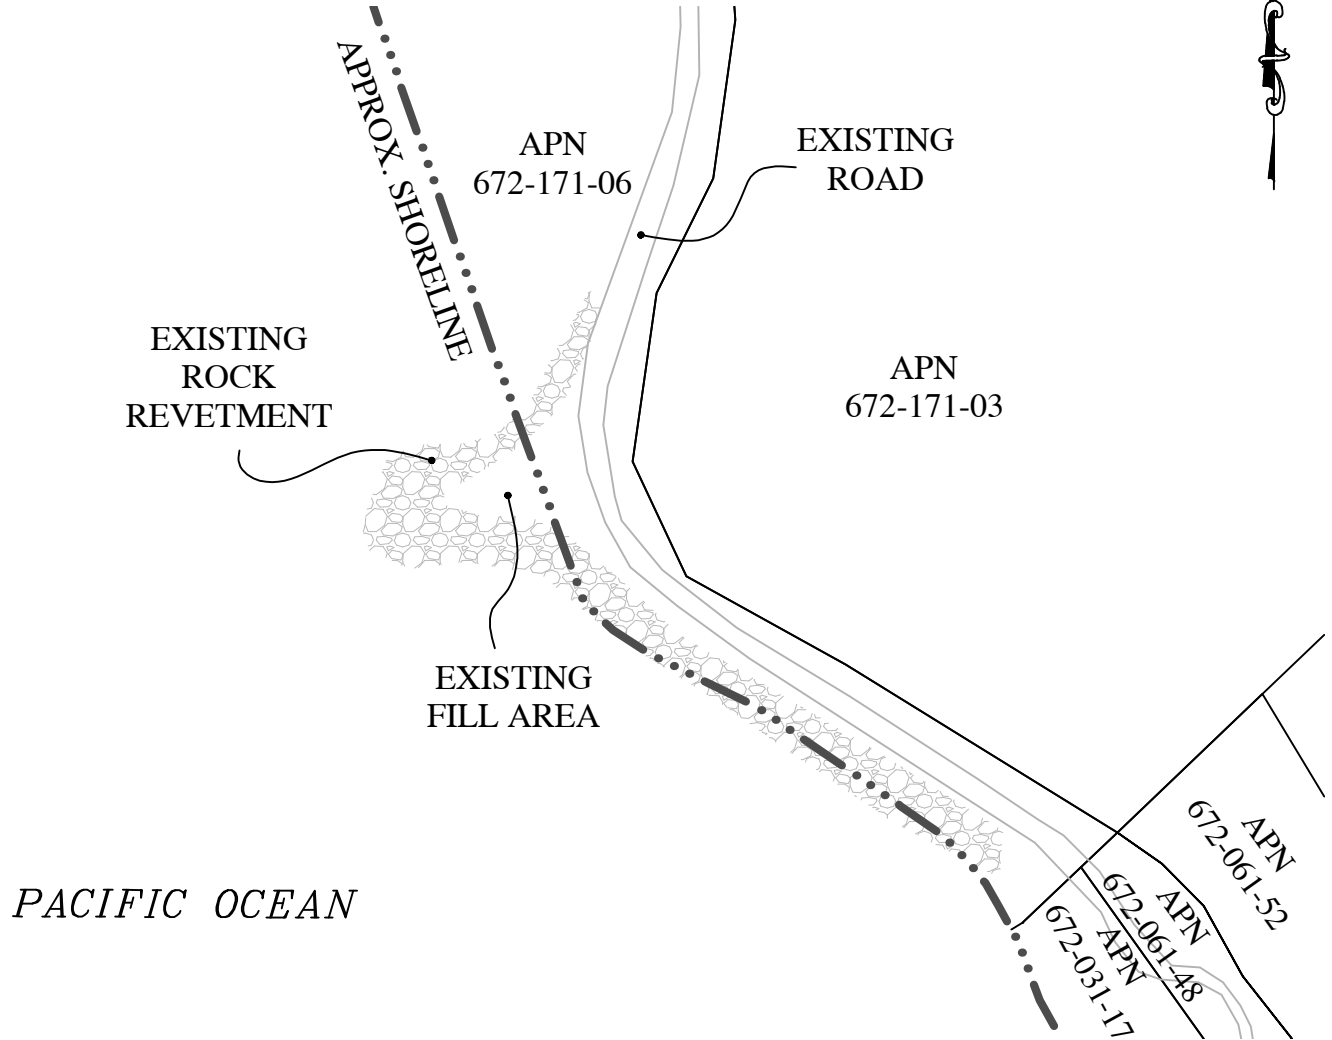 APPROX. SHORELINE
APN
672-171-06
EXISTING
ROAD
EXISTING
ROCK
REVETMENT
APN
672-171-03
EXISTING
FILL AREA
PACIFIC OCEAN
APN
672-061-52
APN
672-061-48
APN
672-031-17